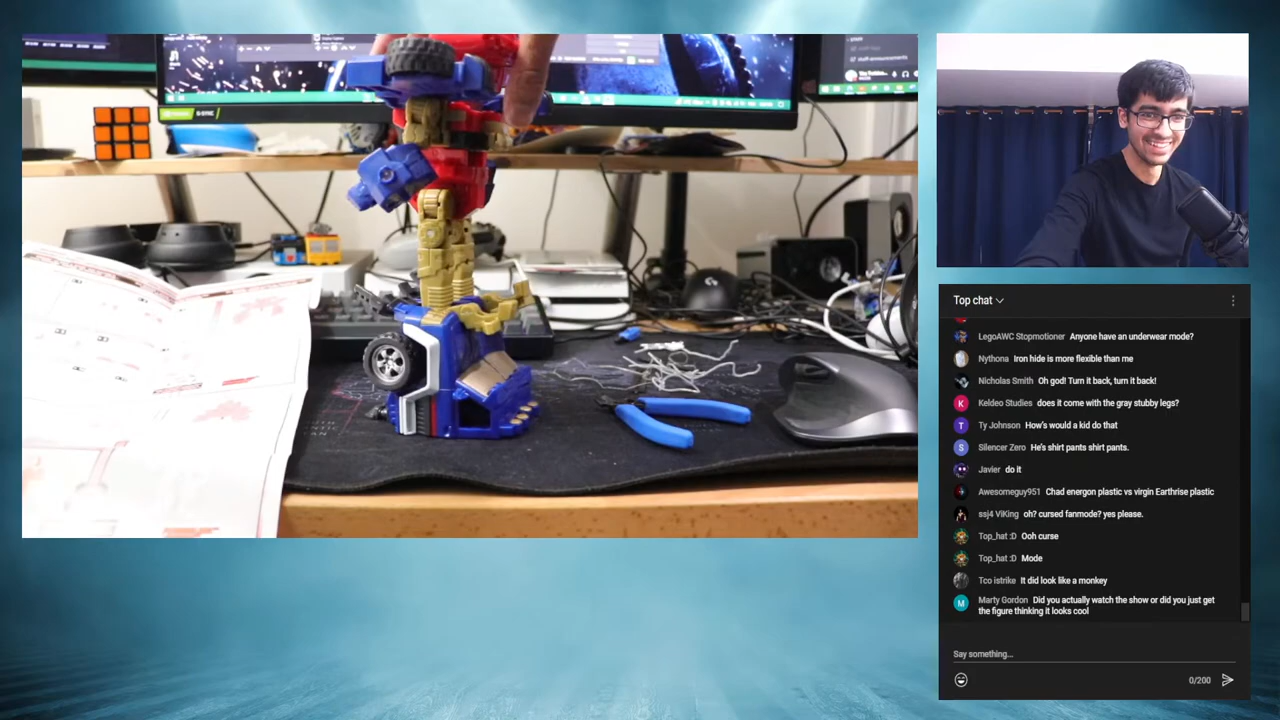 G-SYNC
Top chat
LegoAWC Stopmotioner Anyone have an underwear mode?
Nythona Iron hide is more flexible than me
Nicholas Smith Oh god! Turn it back, turn it back!
K Keldeo Studies does it come with the gray stubby legs?
T Ty Johnson How's would a kid do that
S Silencer Zero He's shirt pants shirt pants.
Javier do it
Awesomeguy951 Chad energon plastic vs virgin Earthrise plastic
ssj4 ViKing oh? cursed fanmode? yes please.
Top_hat :D Ooh curse
Top_hat :D Mode
Tco istrike It did look like a monkey
M Marty Gordon Did you actually watch the show or did you just get
the figure thinking it looks cool
Say something...
0/200